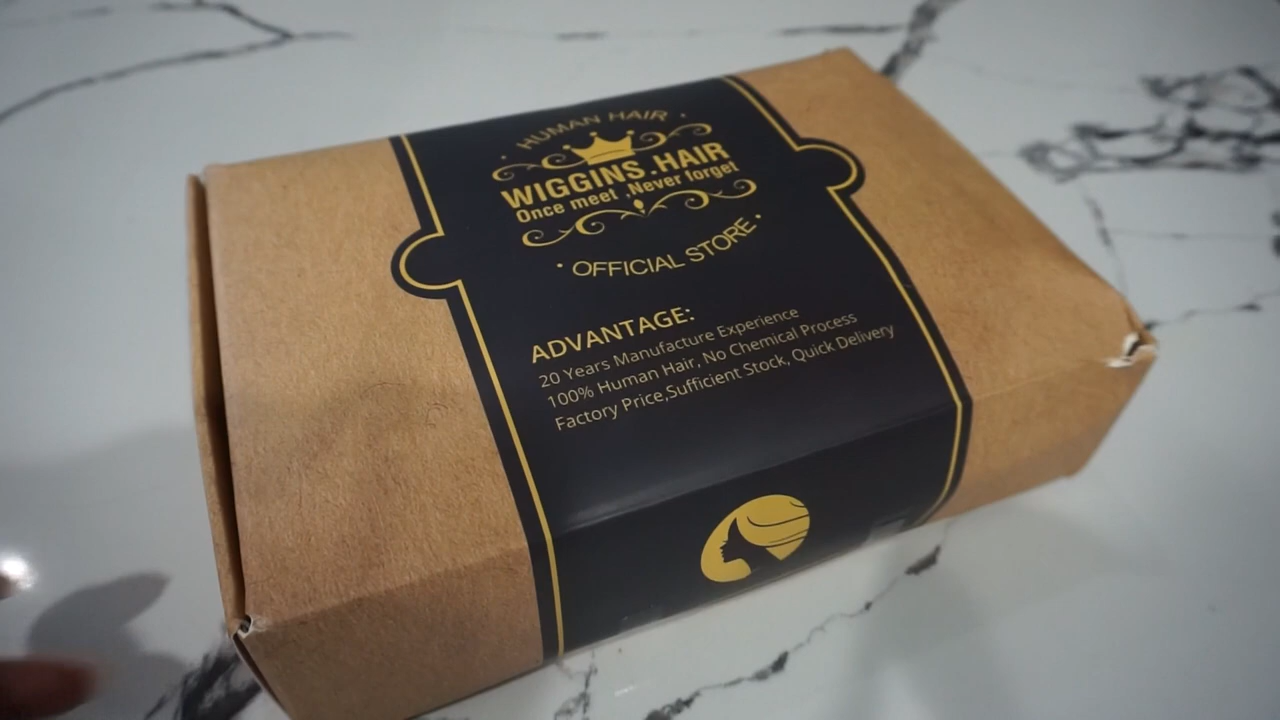 • HUMAN HAIR •
WIGGINS.HAIR
Once meet ,Never forget
• OFFICIAL STORE •
ADVANTAGE:
20 Years Manufacture Experience
100% Human Hair, No Chemical Process
Factory Price,Sufficient Stock, Quick Delivery